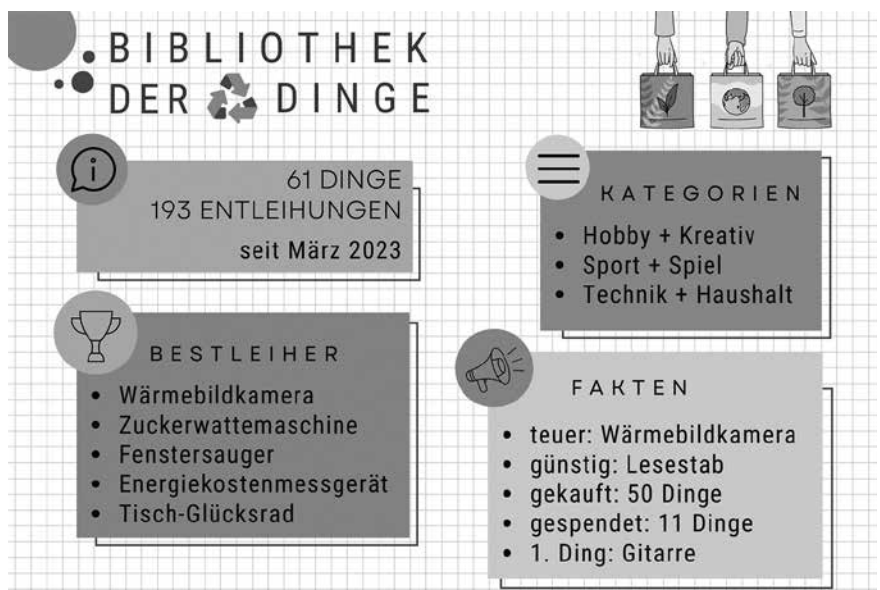 BIBLIOTHEK
DER DINGE
61 DINGE
193 ENTLEIHUNGEN
seit März 2023
KATEGORIEN
• Hobby + Kreativ
• Sport + Spiel
• Technik + Haushalt
BESTLEIHER
• Wärmebildkamera
• Zuckerwattemaschine
• Fenstersauger
• Energiekostenmessgerät
• Tisch-Glücksrad
FAKTEN
• teuer: Wärmebildkamera
• günstig: Lesestab
• gekauft: 50 Dinge
• gespendet: 11 Dinge
• 1. Ding: Gitarre